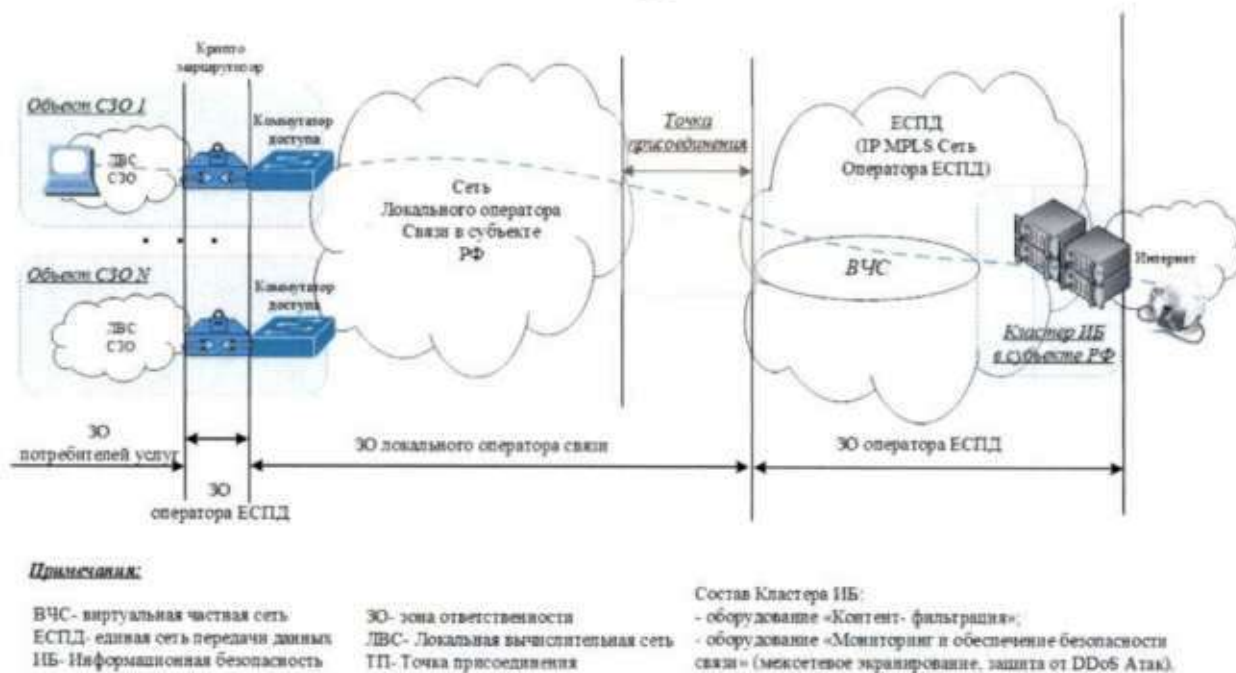 Крипто
маршрутизатор
Объект СЗО 1
ЛВС
СЗО
Коммутатор
доступа
Сеть
Локального оператора
Связи в субъекте
РФ
Точка
присоединения
ЕСПД
(IP MPLS Сеть
Оператора ЕСПД)
ВЧС
Интернет
Кластер ИБ
в субъекте РФ
. . .
Объект СЗО N
ЛВС
СЗО
Коммутатор
доступа
ЗО
потребителей услуг
ЗО
оператора ЕСПД
ЗО локального оператора связи
ЗО оператора ЕСПД
Примечания:
ВЧС- виртуальная частная сеть
ЕСПД- единая сеть передачи данных
ИБ- Информационная безопасность
ЗО- зона ответственности
ЛВС- Локальная вычислительная сеть
ТП- Точка присоединения
Состав Кластера ИБ:
- оборудование «Контент- фильтрация»;
- оборудование «Мониторинг и обеспечение безопасности
связи» (межсетевое экранирование, защита от DDoS Атак).